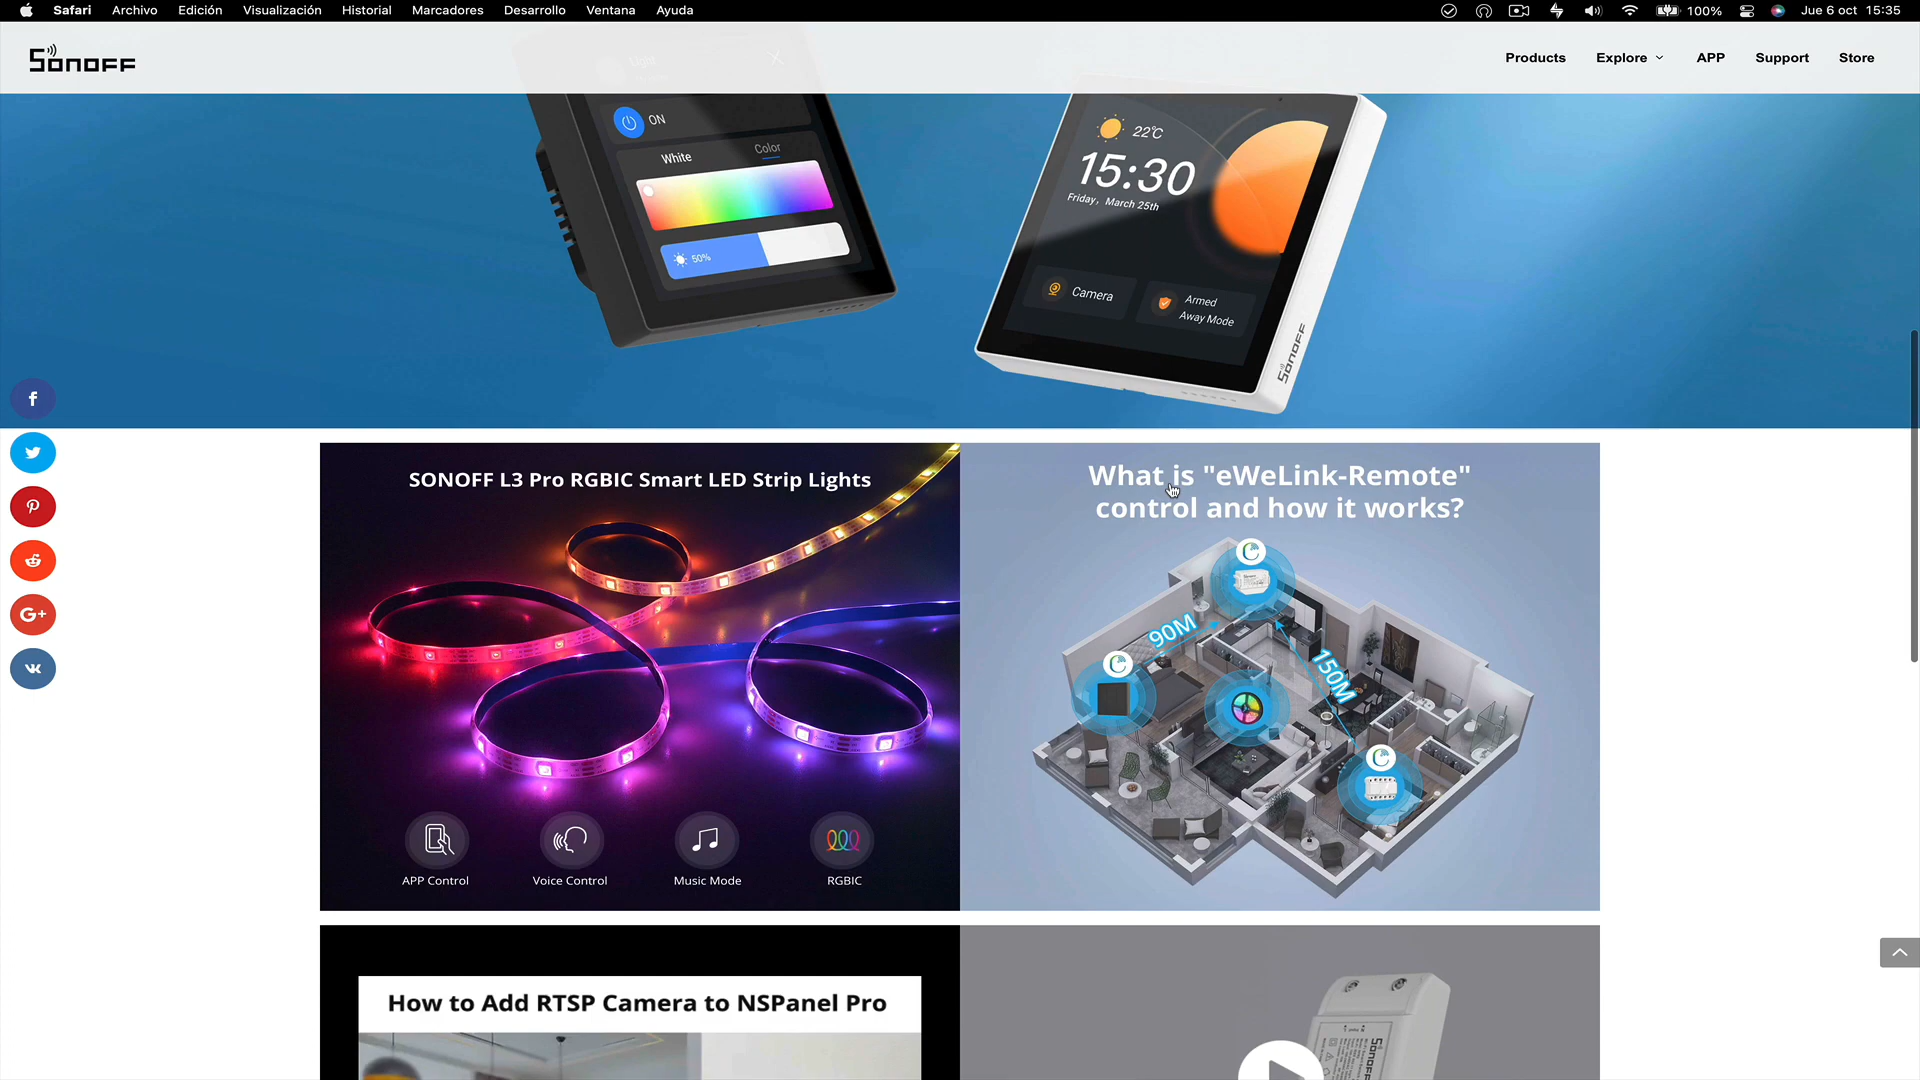 Safari Archivo Edición Visualización Historial Marcadores Desarrollo Ventana Ayuda
100% Jue 6 oct 15:35
SONOFF
Products Explore APP Support Store
Light
ON
White Color
50%
22℃
15:30
Friday, March 25th
Camera
Armed
Away Mode
SONOFF
SONOFF L3 Pro RGBIC Smart LED Strip Lights
APP Control Voice Control Music Mode RGBIC
What is "eWeLink-Remote"
control and how it works?
90M
150M
How to Add RTSP Camera to NSPanel Pro
SONOFF